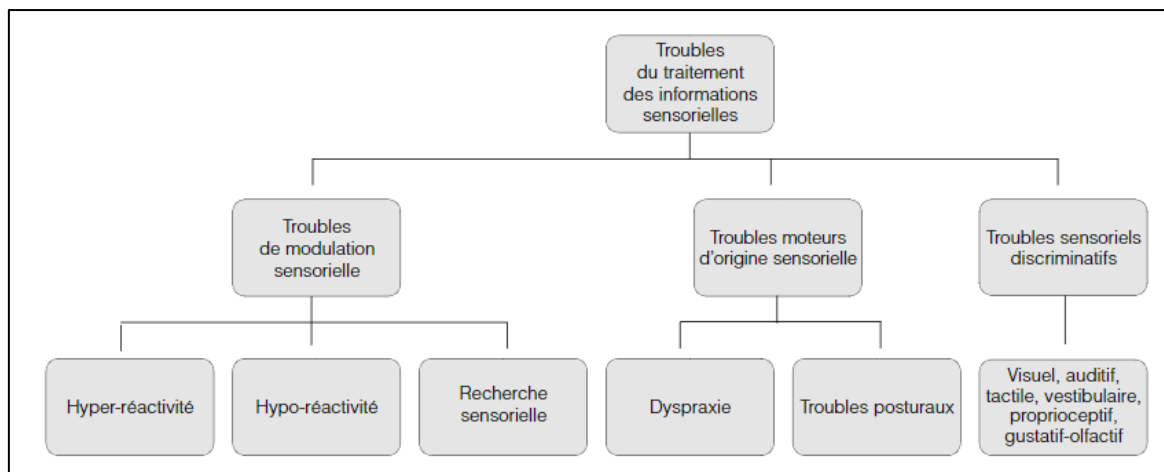 Troubles
du traitement
des informations
sensorielles
Troubles
de modulation
sensorielle
Troubles moteurs
d'origine sensorielle
Troubles sensoriels
discriminatifs
Hyper-réactivité
Hypo-réactivité
Recherche
sensorielle
Dyspraxie
Troubles posturaux
Visuel, auditif,
tactile, vestibulaire,
proprioceptif,
gustatif-olfactif